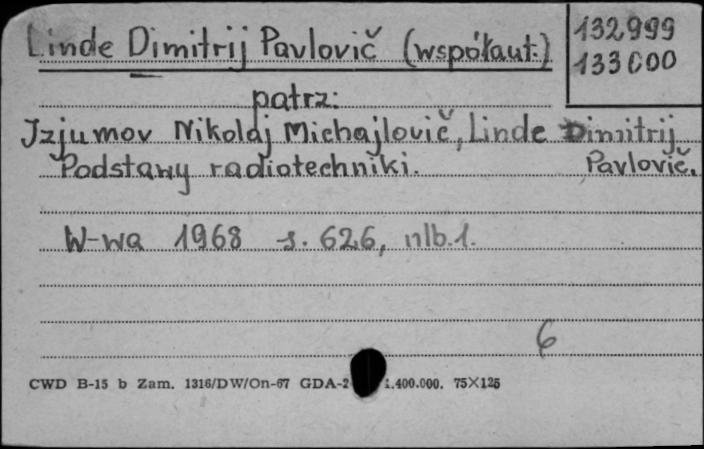 Linde Dimitrij Pavlovič (współaut.)
132999
133000
patrz:
Izjumov Nikolaj Michajlovič, Linde Dimitrij
Podstawy radiotechniki. Pavlovič.
W-wa 1968 s. 626, nlb. 1.
6
CWD B-15 b Zam. 1316/DW/On-67 GDA-2 1.400.000. 75X125